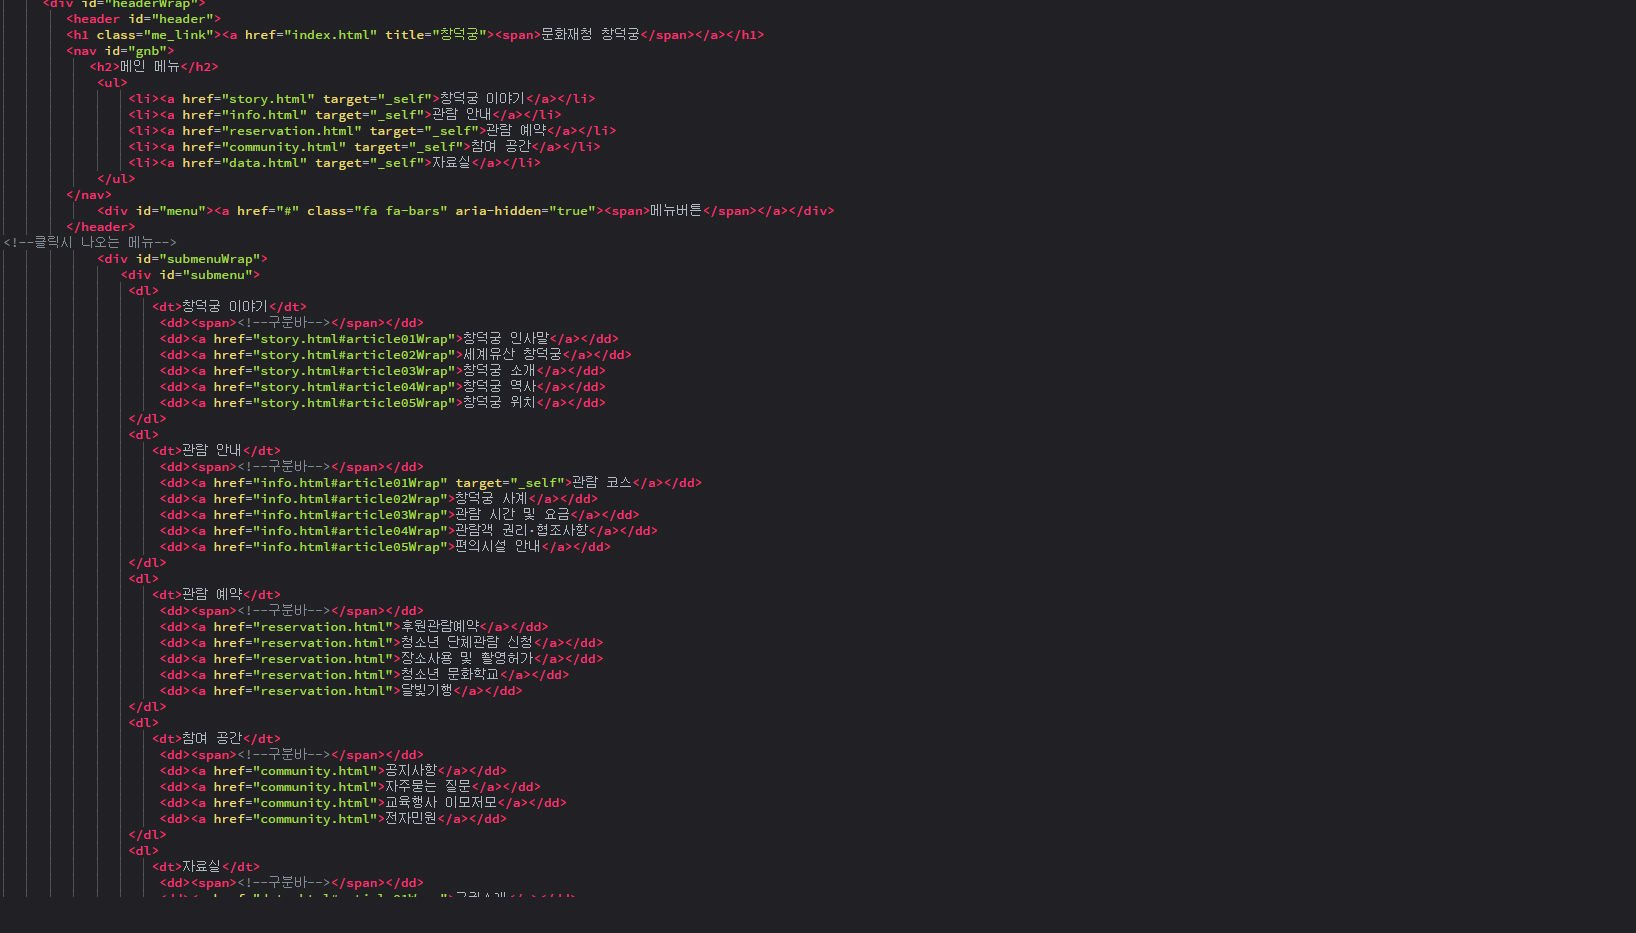 <div id="headerWrap">
<header id="header">
<h1 class="me_link"><a href="index.html" title="창덕궁"><span>문화재청 창덕궁</span></a></h1>
<nav id="gnb">
<h2>메인 메뉴</h2>
<ul>
<li><a href="story.html" target="_self">창덕궁 이야기</a></li>
<li><a href="info.html" target="_self">관람 안내</a></li>
<li><a href="reservation.html" target="_self">관람 예약</a></li>
<li><a href="community.html" target="_self">참여 공간</a></li>
<li><a href="data.html" target="_self">자료실</a></li>
</ul>
</nav>
<div id="menu"><a href="#" class="fa fa-bars" aria-hidden="true"><span>메뉴버튼</span></a></div>
</header>
<!--클릭시 나오는 메뉴-->
<div id="submenuWrap">
<div id="submenu">
<dl>
<dt>창덕궁 이야기</dt>
<dd><span><!--구분바--></span></dd>
<dd><a href="story.html#article01Wrap">창덕궁 인사말</a></dd>
<dd><a href="story.html#article02Wrap">세계유산 창덕궁</a></dd>
<dd><a href="story.html#article03Wrap">창덕궁 소개</a></dd>
<dd><a href="story.html#article04Wrap">창덕궁 역사</a></dd>
<dd><a href="story.html#article05Wrap">창덕궁 위치</a></dd>
</dl>
<dl>
<dt>관람 안내</dt>
<dd><span><!--구분바--></span></dd>
<dd><a href="info.html#article01Wrap" target="_self">관람 코스</a></dd>
<dd><a href="info.html#article02Wrap">창덕궁 사계</a></dd>
<dd><a href="info.html#article03Wrap">관람 시간 및 요금</a></dd>
<dd><a href="info.html#article04Wrap">관람객 권리·협조사항</a></dd>
<dd><a href="info.html#article05Wrap">편의시설 안내</a></dd>
</dl>
<dl>
<dt>관람 예약</dt>
<dd><span><!--구분바--></span></dd>
<dd><a href="reservation.html">후원관람예약</a></dd>
<dd><a href="reservation.html">청소년 단체관람 신청</a></dd>
<dd><a href="reservation.html">장소사용 및 촬영허가</a></dd>
<dd><a href="reservation.html">청소년 문화학교</a></dd>
<dd><a href="reservation.html">달빛기행</a></dd>
</dl>
<dl>
<dt>참여 공간</dt>
<dd><span><!--구분바--></span></dd>
<dd><a href="community.html">공지사항</a></dd>
<dd><a href="community.html">자주묻는 질문</a></dd>
<dd><a href="community.html">교육행사 이모저모</a></dd>
<dd><a href="community.html">전자민원</a></dd>
</dl>
<dl>
<dt>자료실</dt>
<dd><span><!--구분바--></span></dd>